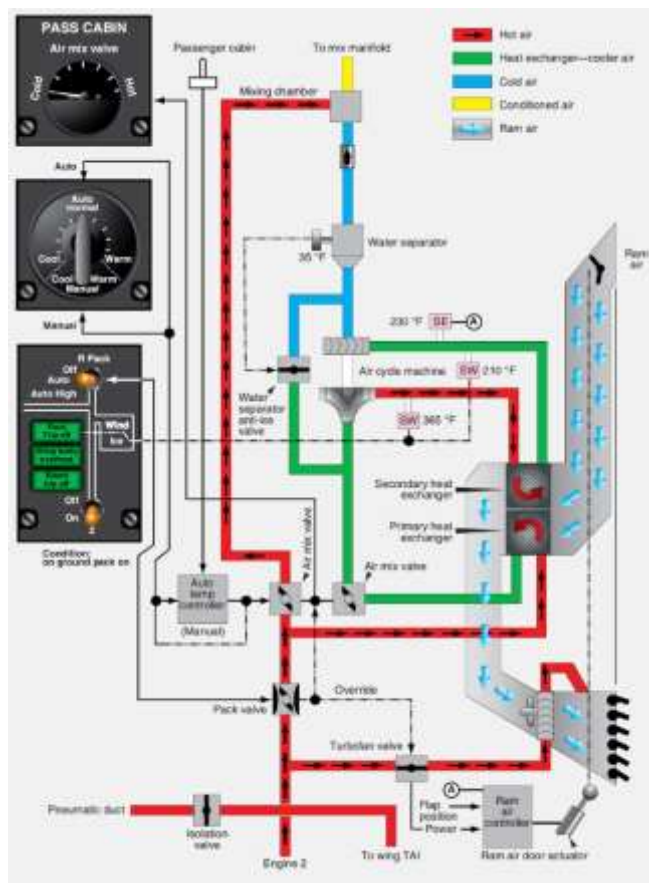 PASS CABIN
Air mix valve
Cold
Hot
Passenger cabin
To mix manifold
Mixing chamber
Hot air
Heat exchanger—cooler air
Cold air
Conditioned air
Ram air
Auto
Auto
normal
Cool
Warm
Cool
Warm
Manual
Manual
35 °F
Water separator
Ram
air
230 °F
SE
A
Air cycle machine
SW
210 °F
Water
separator
anti-ice
valve
SW
365 °F
R Pack
Off
Auto
Auto High
Ice
Off
On
2
Secondary heat
exchanger
Primary heat
exchanger
Condition:
on ground pack on
Air mix valve
Air mix valve
Auto
temp
controller
(Manual)
Pack valve
Override
Turbofan valve
Pneumatic duct
Isolation
valve
Engine 2
To wing TAI
A
Flap
position
Power
Ram
air
controller
Ram air door actuator